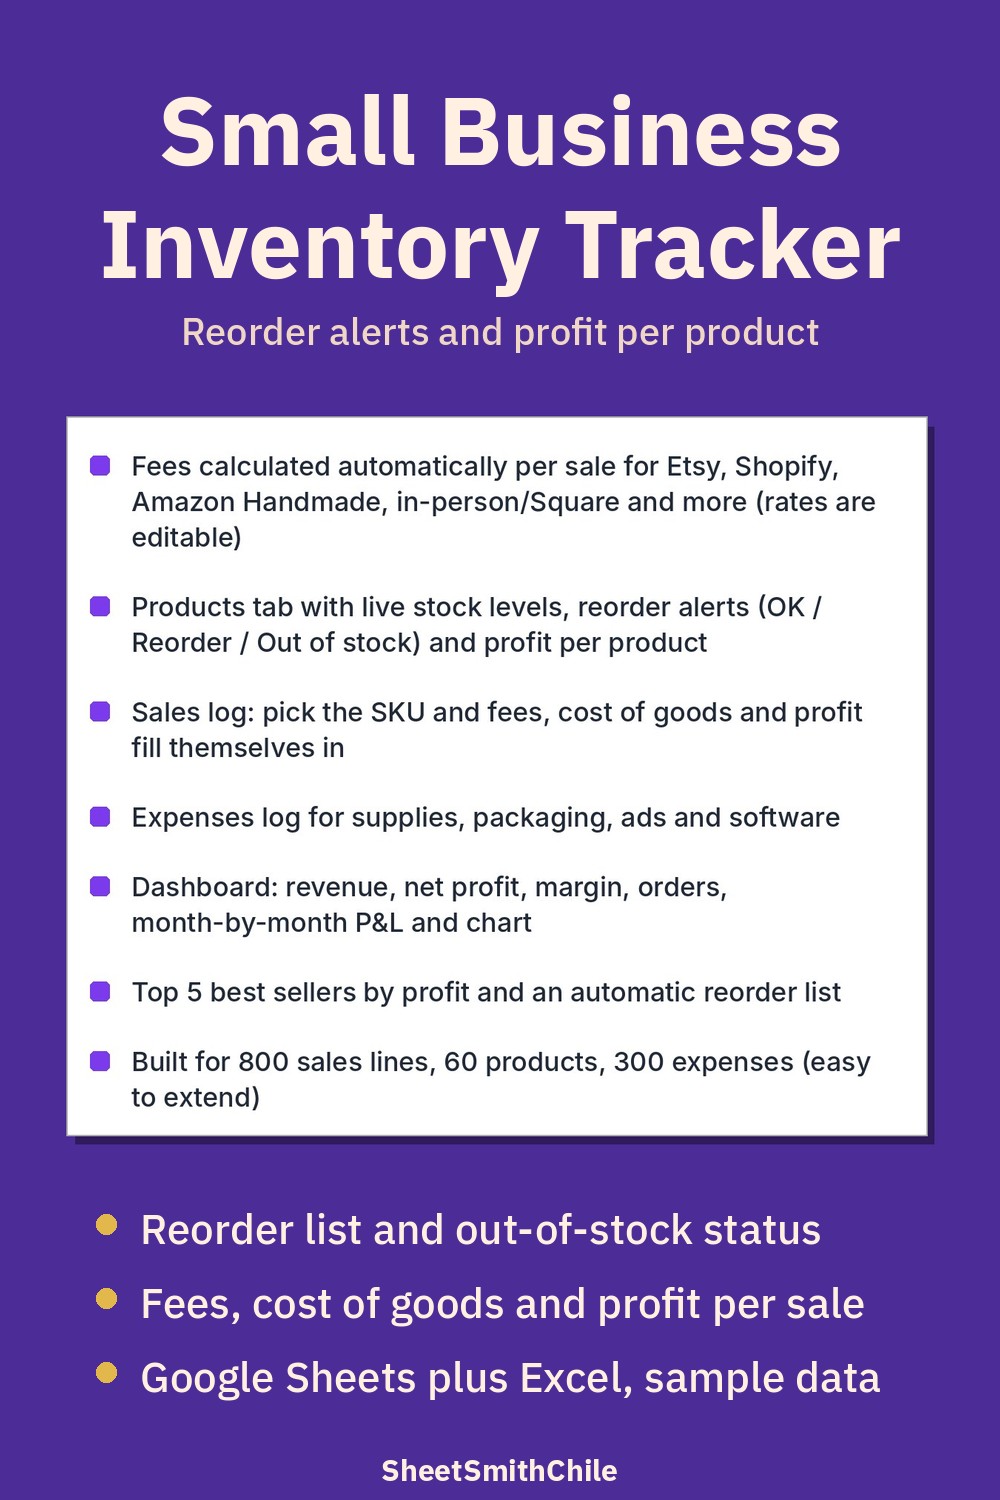 Small Business
Inventory Tracker
Reorder alerts and profit per product
Fees calculated automatically per sale for Etsy, Shopify,
Amazon Handmade, in-person/Square and more (rates are
editable)
Products tab with live stock levels, reorder alerts (OK /
Reorder / Out of stock) and profit per product
Sales log: pick the SKU and fees, cost of goods and profit
fill themselves in
Expenses log for supplies, packaging, ads and software
Dashboard: revenue, net profit, margin, orders,
month-by-month P&L and chart
Top 5 best sellers by profit and an automatic reorder list
Built for 800 sales lines, 60 products, 300 expenses (easy
to extend)
Reorder list and out-of-stock status
Fees, cost of goods and profit per sale
Google Sheets plus Excel, sample data
SheetSmithChile